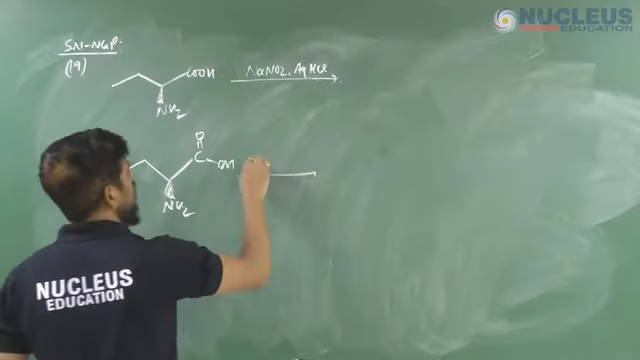 NUCLEUS
EDUCATION
SN-NGP:
(19)
COOH
NaNO2, Aq HCl
NH2
O
C
OH
NH2
NUCLEUS
EDUCATION